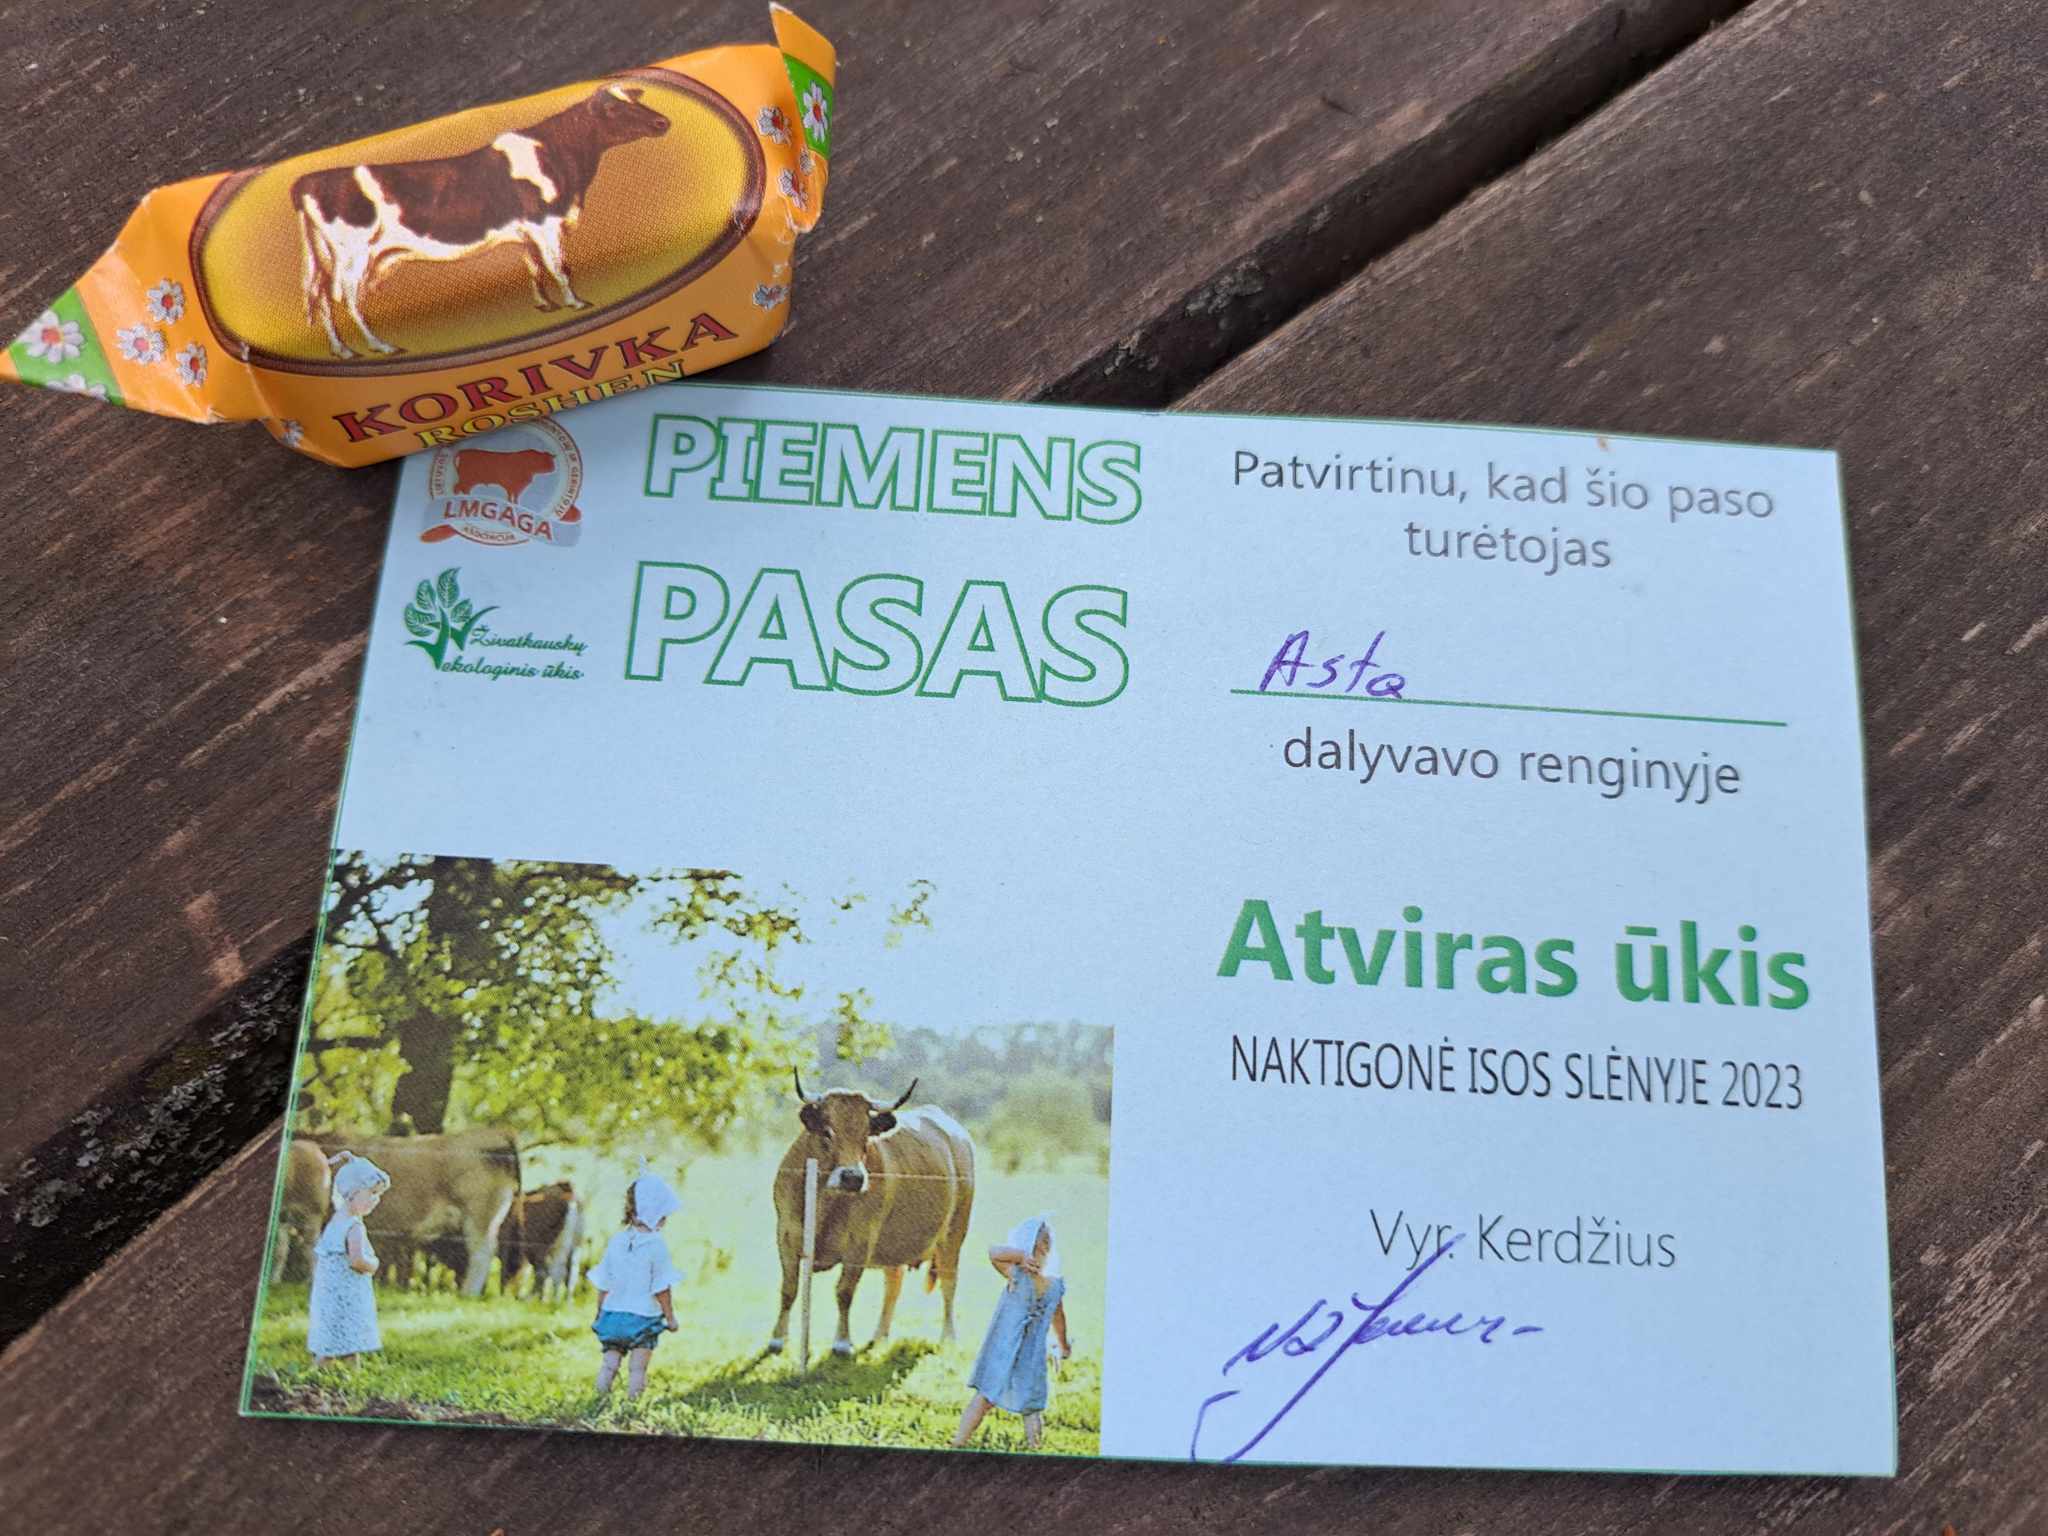 KORIVKA
ROSHEN
LMGAGA
ASOCIACIJA
Živatkauskų
ekologinis ūkis
PIEMENS
PASAS
Patvirtinu, kad šio paso
turėtojas
Asta
dalyvavo renginyje
Atviras ūkis
NAKTIGONĖ ISOS SLĖNYJE 2023
Vyr. Kerdžius